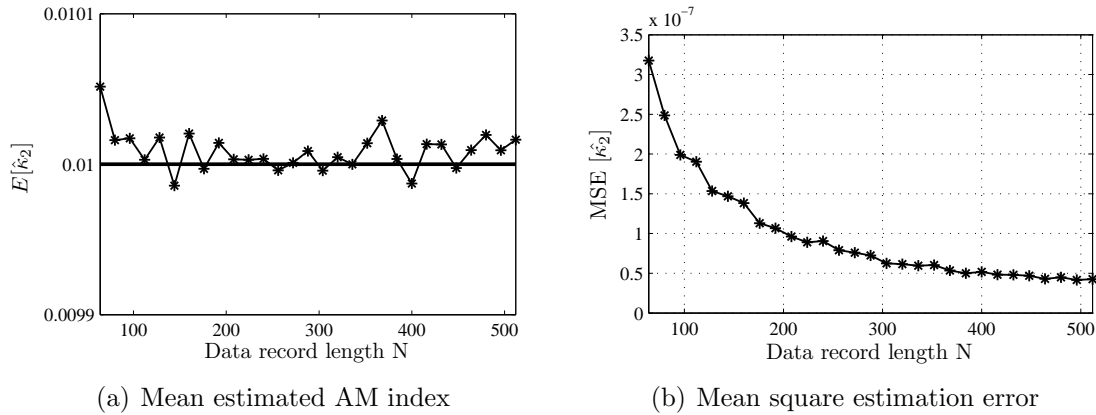 0.0101
0.01
0.0099
E[κ̂₂]
100 200 300 400 500
Data record length N
(a) Mean estimated AM index
x 10⁻⁷
3.5
3
2.5
2
1.5
1
0.5
0
MSE [κ̂₂]
100 200 300 400 500
Data record length N
(b) Mean square estimation error